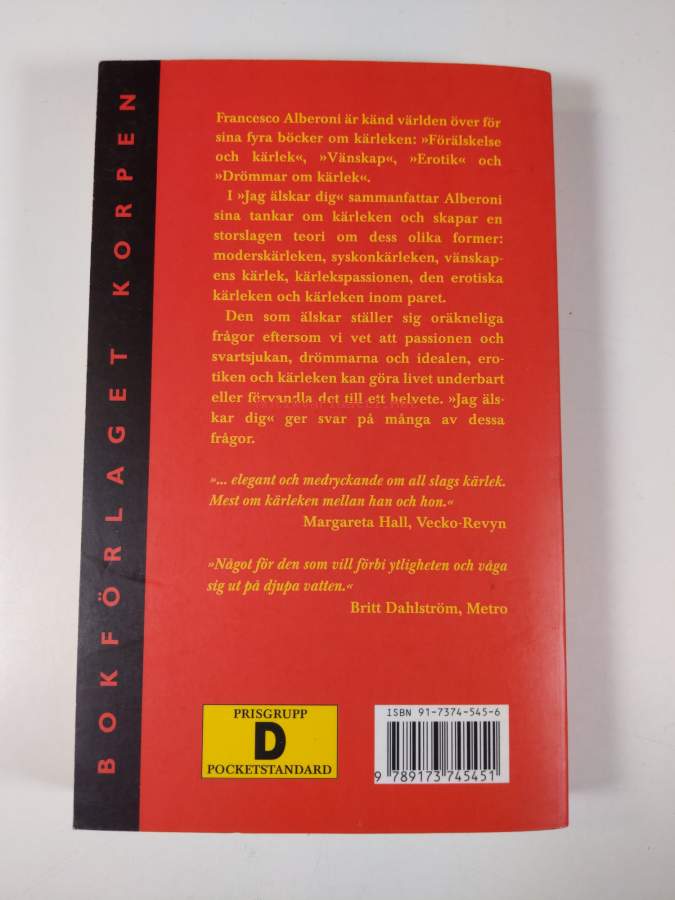 BOKFÖRLAGET KORPEN
Francesco Alberoni är känd världen över för
sina fyra böcker om kärleken: »Förälskelse
och kärlek«, »Vänskap«, »Erotik« och
»Drömmar om kärlek«.
I »Jag älskar dig« sammanfattar Alberoni
sina tankar om kärleken och skapar en
storslagen teori om dess olika former:
moderskärleken, syskonkärleken, vänskap-
ens kärlek, kärlekspassionen, den erotiska
kärleken och kärleken inom paret.
Den som älskar ställer sig oräkneliga
frågor eftersom vi vet att passionen och
svartsjukan, drömmarna och idealen, ero-
tiken och kärleken kan göra livet underbart
eller förvandla det till ett helvete. »Jag äls-
kar dig« ger svar på många av dessa
frågor.
»... elegant och medryckande om all slags kärlek.
Mest om kärleken mellan han och hon.«
Margareta Hall, Vecko-Revyn
»Något för den som vill förbi ytligheten och våga
sig ut på djupa vatten.«
Britt Dahlström, Metro
PRISGRUPP
D
POCKETSTANDARD
ISBN 91-7374-545-6
9 789173 745451